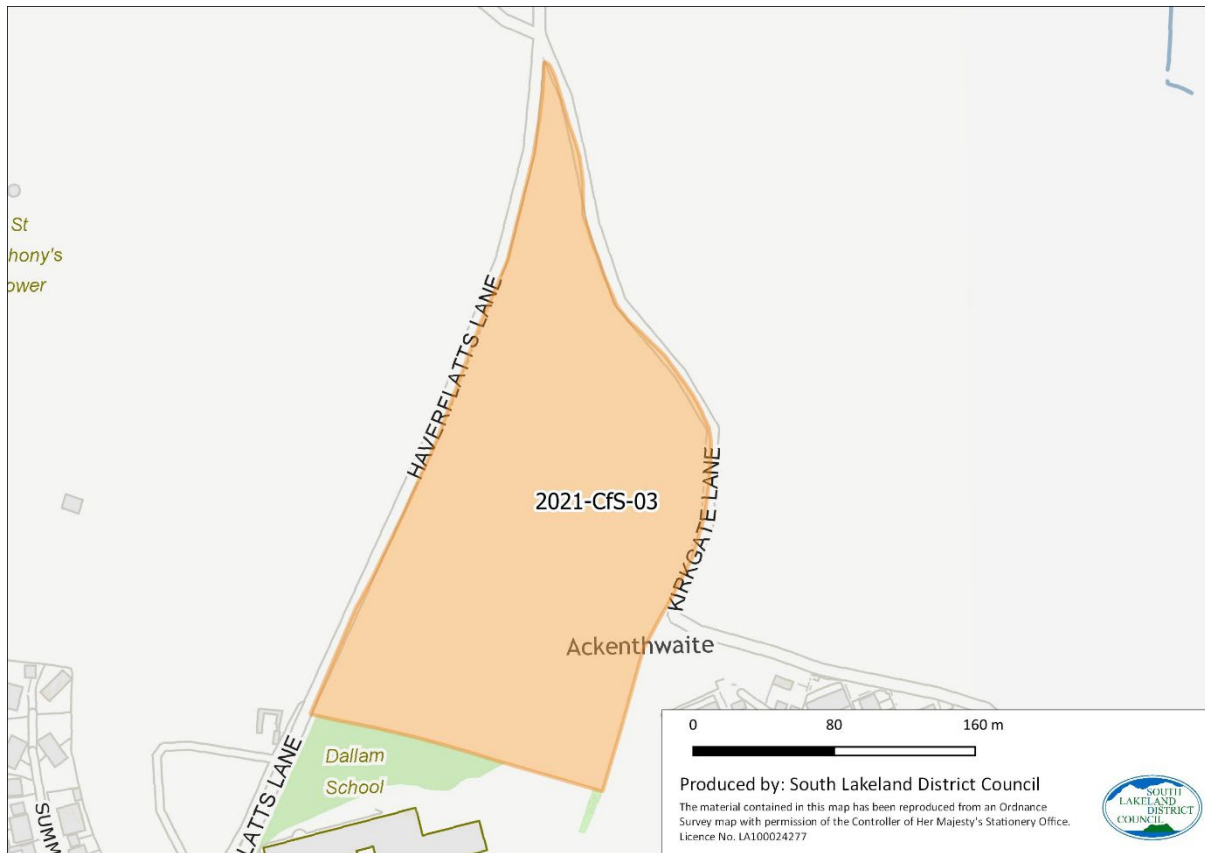 St
hony's
ower
HAVERFLATTS LANE
2021-CfS-03
KIRKGATE LANE
Ackenthwaite
Dallam
School
LATTS LANE
SUMM
0 80 160 m
Produced by: South Lakeland District Council
The material contained in this map has been reproduced from an Ordnance
Survey map with permission of the Controller of Her Majesty's Stationery Office.
Licence No. LA100024277
SOUTH
LAKELAND
DISTRICT
COUNCIL